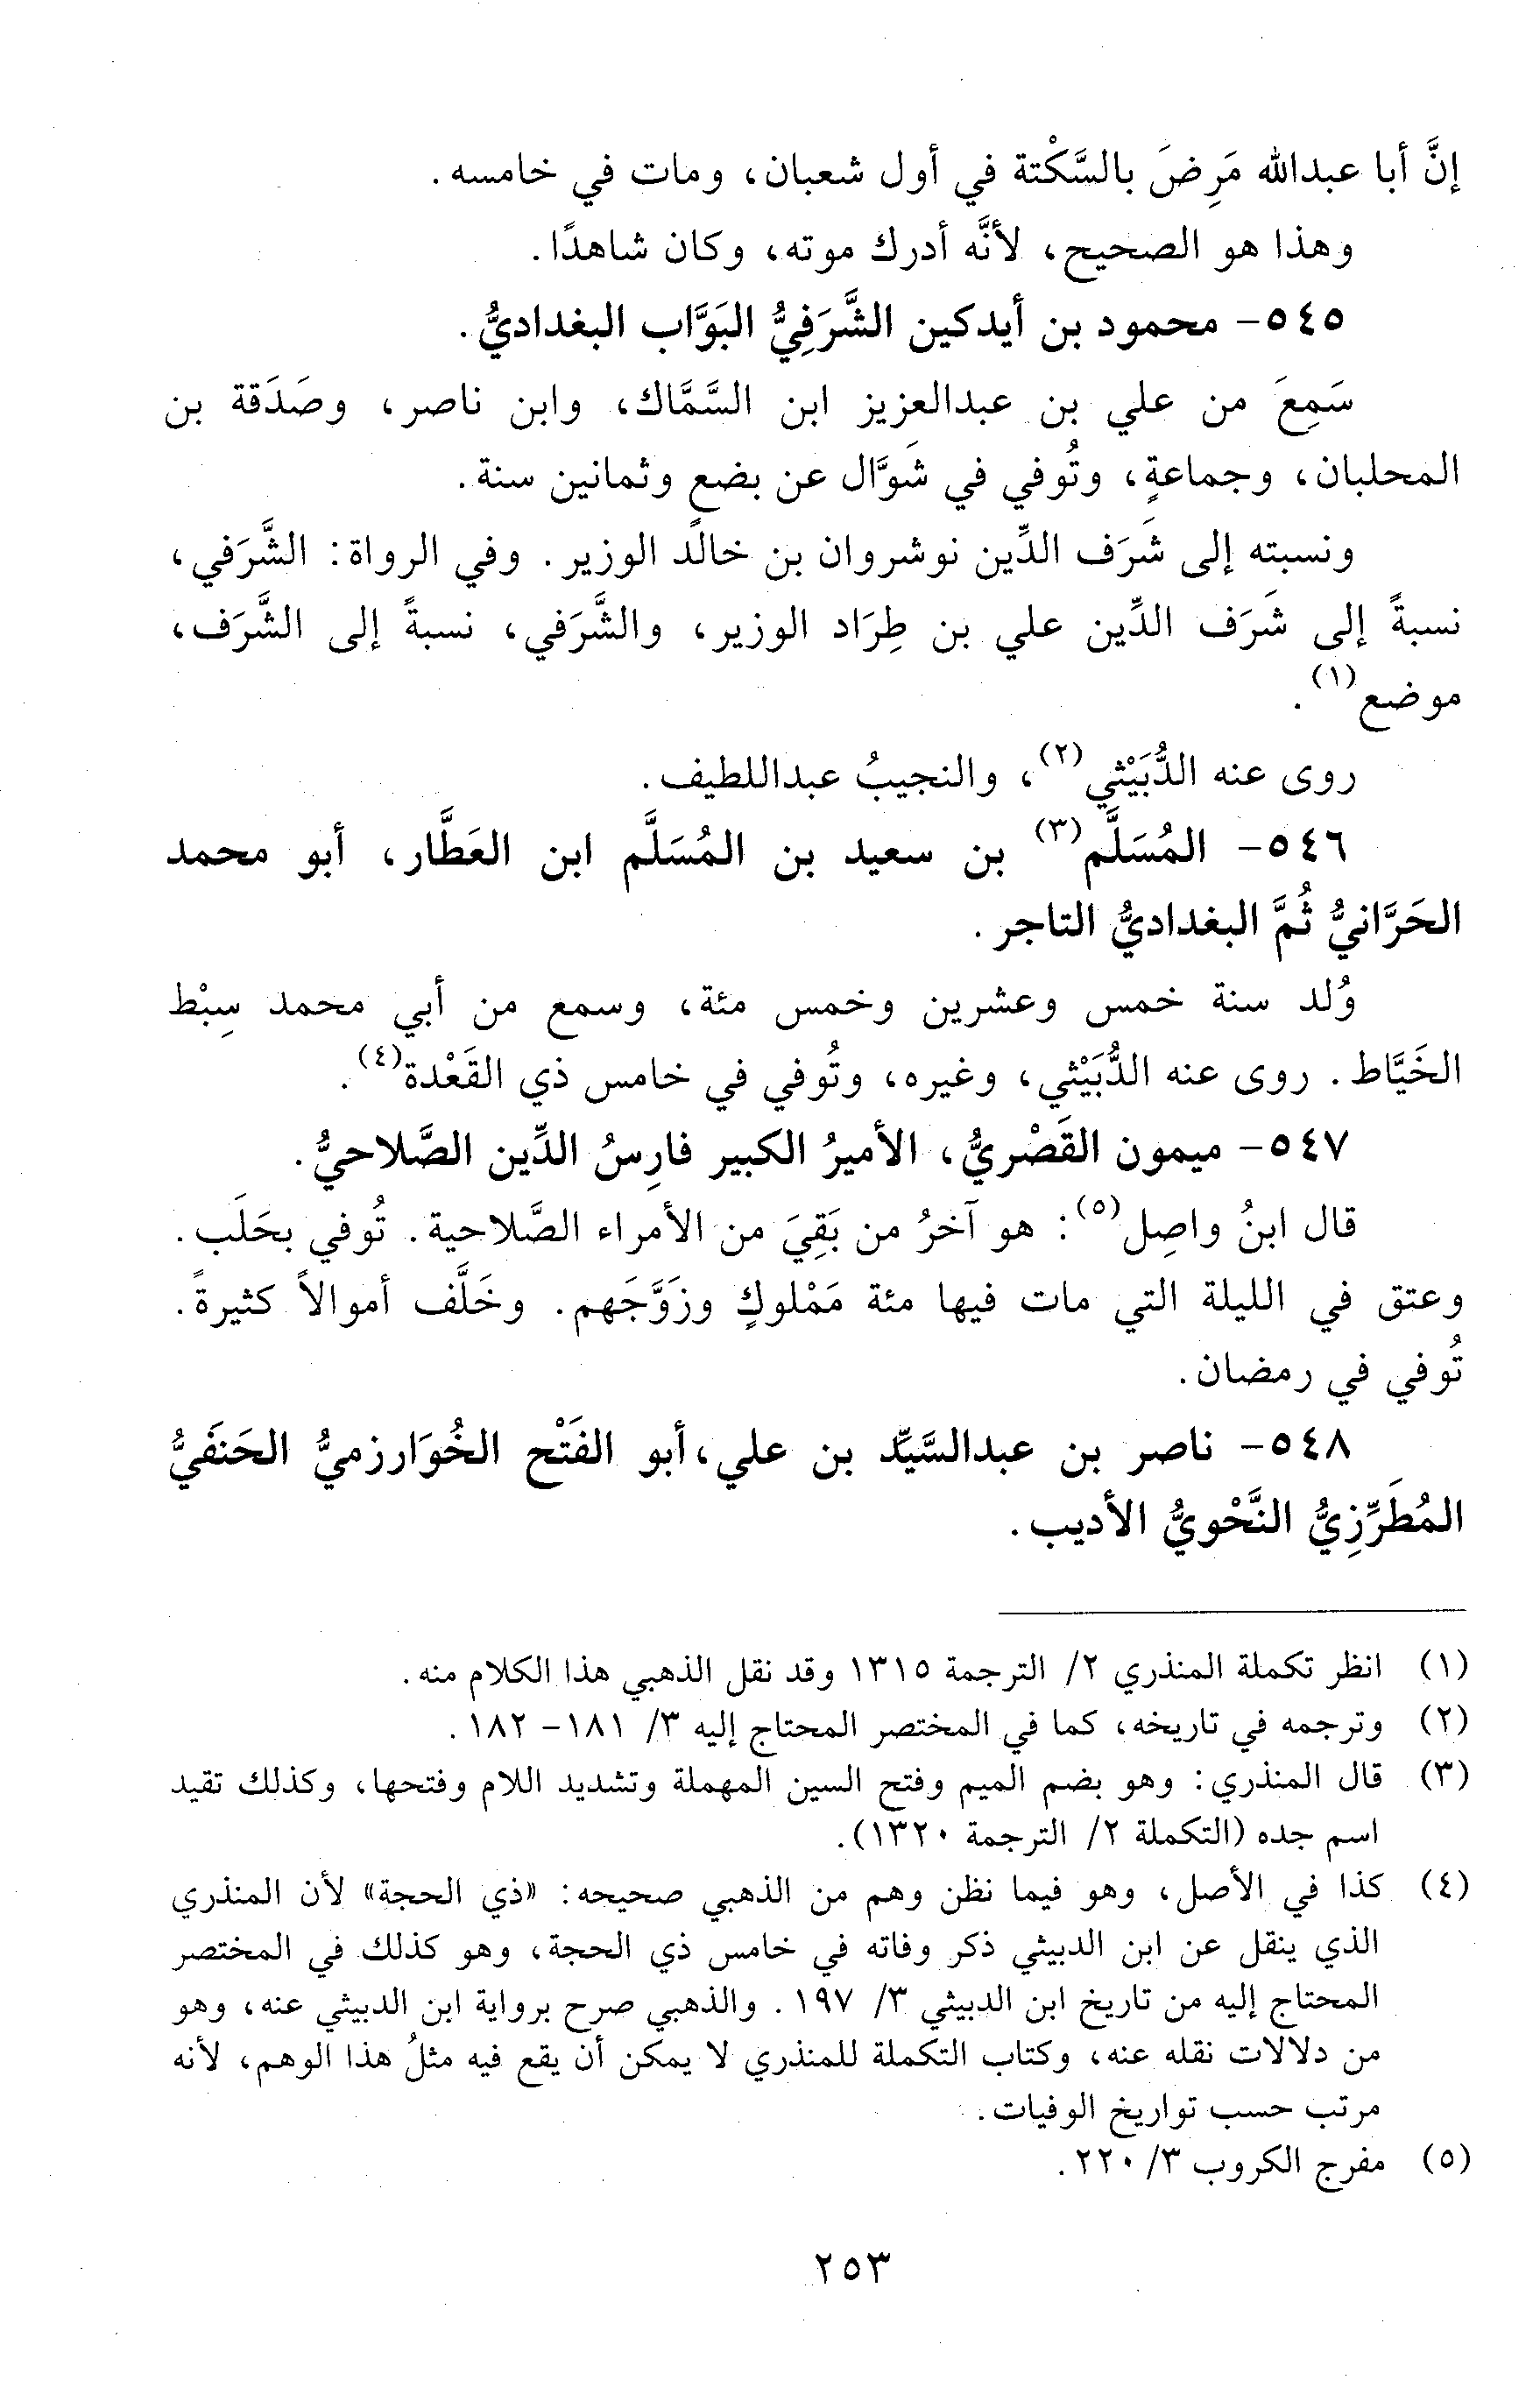 إنَّ أبا عبدالله مَرِضَ بالسَّكْتة في أول شعبان، ومات في خامسه.
وهذا هو الصحيح، لأنَّه أدرك موته، وكان شاهدًا.
٥٤٥- محمود بن أيدكين الشَّرَفِيُّ البَوَّاب البغداديُّ.
سَمِعَ من علي بن عبدالعزيز ابن السَّمَّاك، وابن ناصر، وصَدَقة بن
المحلبان، وجماعةٍ، وتُوفي في شَوَّال عن بضعٍ وثمانين سنة.
ونسبته إلى شَرَف الدِّين نوشروان بن خالد الوزير. وفي الرواة: الشَّرَفي،
نسبةً إلى شَرَف الدِّين علي بن طِرَاد الوزير، والشَّرَفي، نسبةً إلى الشَّرَف،
موضع(١).
روى عنه الدُّبَيْثي(٢)، والنجيبُ عبداللطيف.
٥٤٦- المُسَلَّم(٣) بن سعيد بن المُسَلَّم ابن العَطَّار، أبو محمد
الحَرَّانيُّ ثُمَّ البغداديُّ التاجر.
وُلد سنة خمس وعشرين وخمس مئة، وسمع من أبي محمد سِبْط
الخَيَّاط. روى عنه الدُّبَيْثي، وغيره، وتُوفي في خامس ذي القَعْدة(٤).
٥٤٧- ميمون القَصْريُّ، الأميرُ الكبير فارِسُ الدِّين الصَّلاحيُّ.
قال ابنُ واصِل(٥): هو آخرُ من بَقِيَ من الأمراء الصَّلاحية. تُوفي بحَلَب.
وعتق في الليلة التي مات فيها مئة مَمْلوكٍ وزَوَّجَهم. وخَلَّف أموالاً كثيرةً.
تُوفي في رمضان.
٥٤٨- ناصر بن عبدالسَّيِّد بن علي، أبو الفَتْح الخُوَارزميُّ الحَنفَيُّ
المُطَرِّزِيُّ النَّحْويُّ الأديب.
(١) انظر تكملة المنذري ٢/ الترجمة ١٣١٥ وقد نقل الذهبي هذا الكلام منه.
(٢) وترجمه في تاريخه، كما في المختصر المحتاج إليه ٣/ ١٨١- ١٨٢.
(٣) قال المنذري: وهو بضم الميم وفتح السين المهملة وتشديد اللام وفتحها، وكذلك تقيد
اسم جده (التكملة ٢/ الترجمة ١٣٢٠).
(٤) كذا في الأصل، وهو فيما نظن وهم من الذهبي صحيحه: «ذي الحجة» لأن المنذري
الذي ينقل عن ابن الدبيثي ذكر وفاته في خامس ذي الحجة، وهو كذلك في المختصر
المحتاج إليه من تاريخ ابن الدبيثي ٣/ ١٩٧. والذهبي صرح برواية ابن الدبيثي عنه، وهو
من دلالات نقله عنه، وكتاب التكملة للمنذري لا يمكن أن يقع فيه مثلُ هذا الوهم، لأنه
مرتب حسب تواريخ الوفيات.
(٥) مفرج الكروب ٣/ ٢٢٠.
٢٥٣